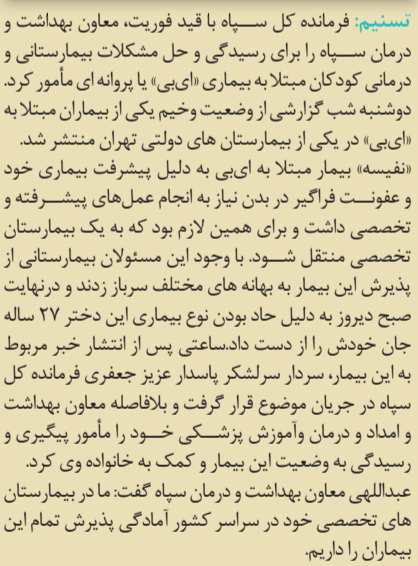 تسنیم: فرمانده کل سـپاه با قید فوریت، معاون بهداشت و
درمان سـپاه را برای رسیدگی و حل مشکلات بیمارستانی و
درمانی کودکان مبتلا به بیماری «ای‌بی» یا پروانه ای مأمور کرد.
دوشنبه شب گزارشی از وضعیت وخیم یکی از بیماران مبتلا به
«ای‌بی» در یکی از بیمارستان های دولتی تهران منتشر شد.
«نفیسه» بیمار مبتلا به ای‌بی به دلیل پیشرفت بیماری خود
و عفونـت فراگیر در بدن نیاز به انجام عمل‌های پیشـرفته و
تخصصی داشت و برای همین لازم بود که به یک بیمارستان
تخصصی منتقل شـود. با وجود این مسئولان بیمارستانی از
پذیرش این بیمار به بهانه های مختلف سرباز زدند و درنهایت
صبح دیروز به دلیل حاد بودن نوع بیماری این دختر ۲۷ ساله
جان خودش را از دست داد.ساعتی پس از انتشار خبر مربوط
به این بیمار، سردار سرلشکر پاسدار عزیز جعفری فرمانده کل
سپاه در جریان موضوع قرار گرفت و بلافاصله معاون بهداشت
و امداد و درمان وآموزش پزشـکی خـود را مأمور پیگیری و
رسیدگی به وضعیت این بیمار و کمک به خانواده وی کرد.
عبداللهی معاون بهداشت و درمان سپاه گفت: ما در بیمارستان
های تخصصی خود در سراسر کشور آمادگی پذیرش تمام این
بیماران را داریم.